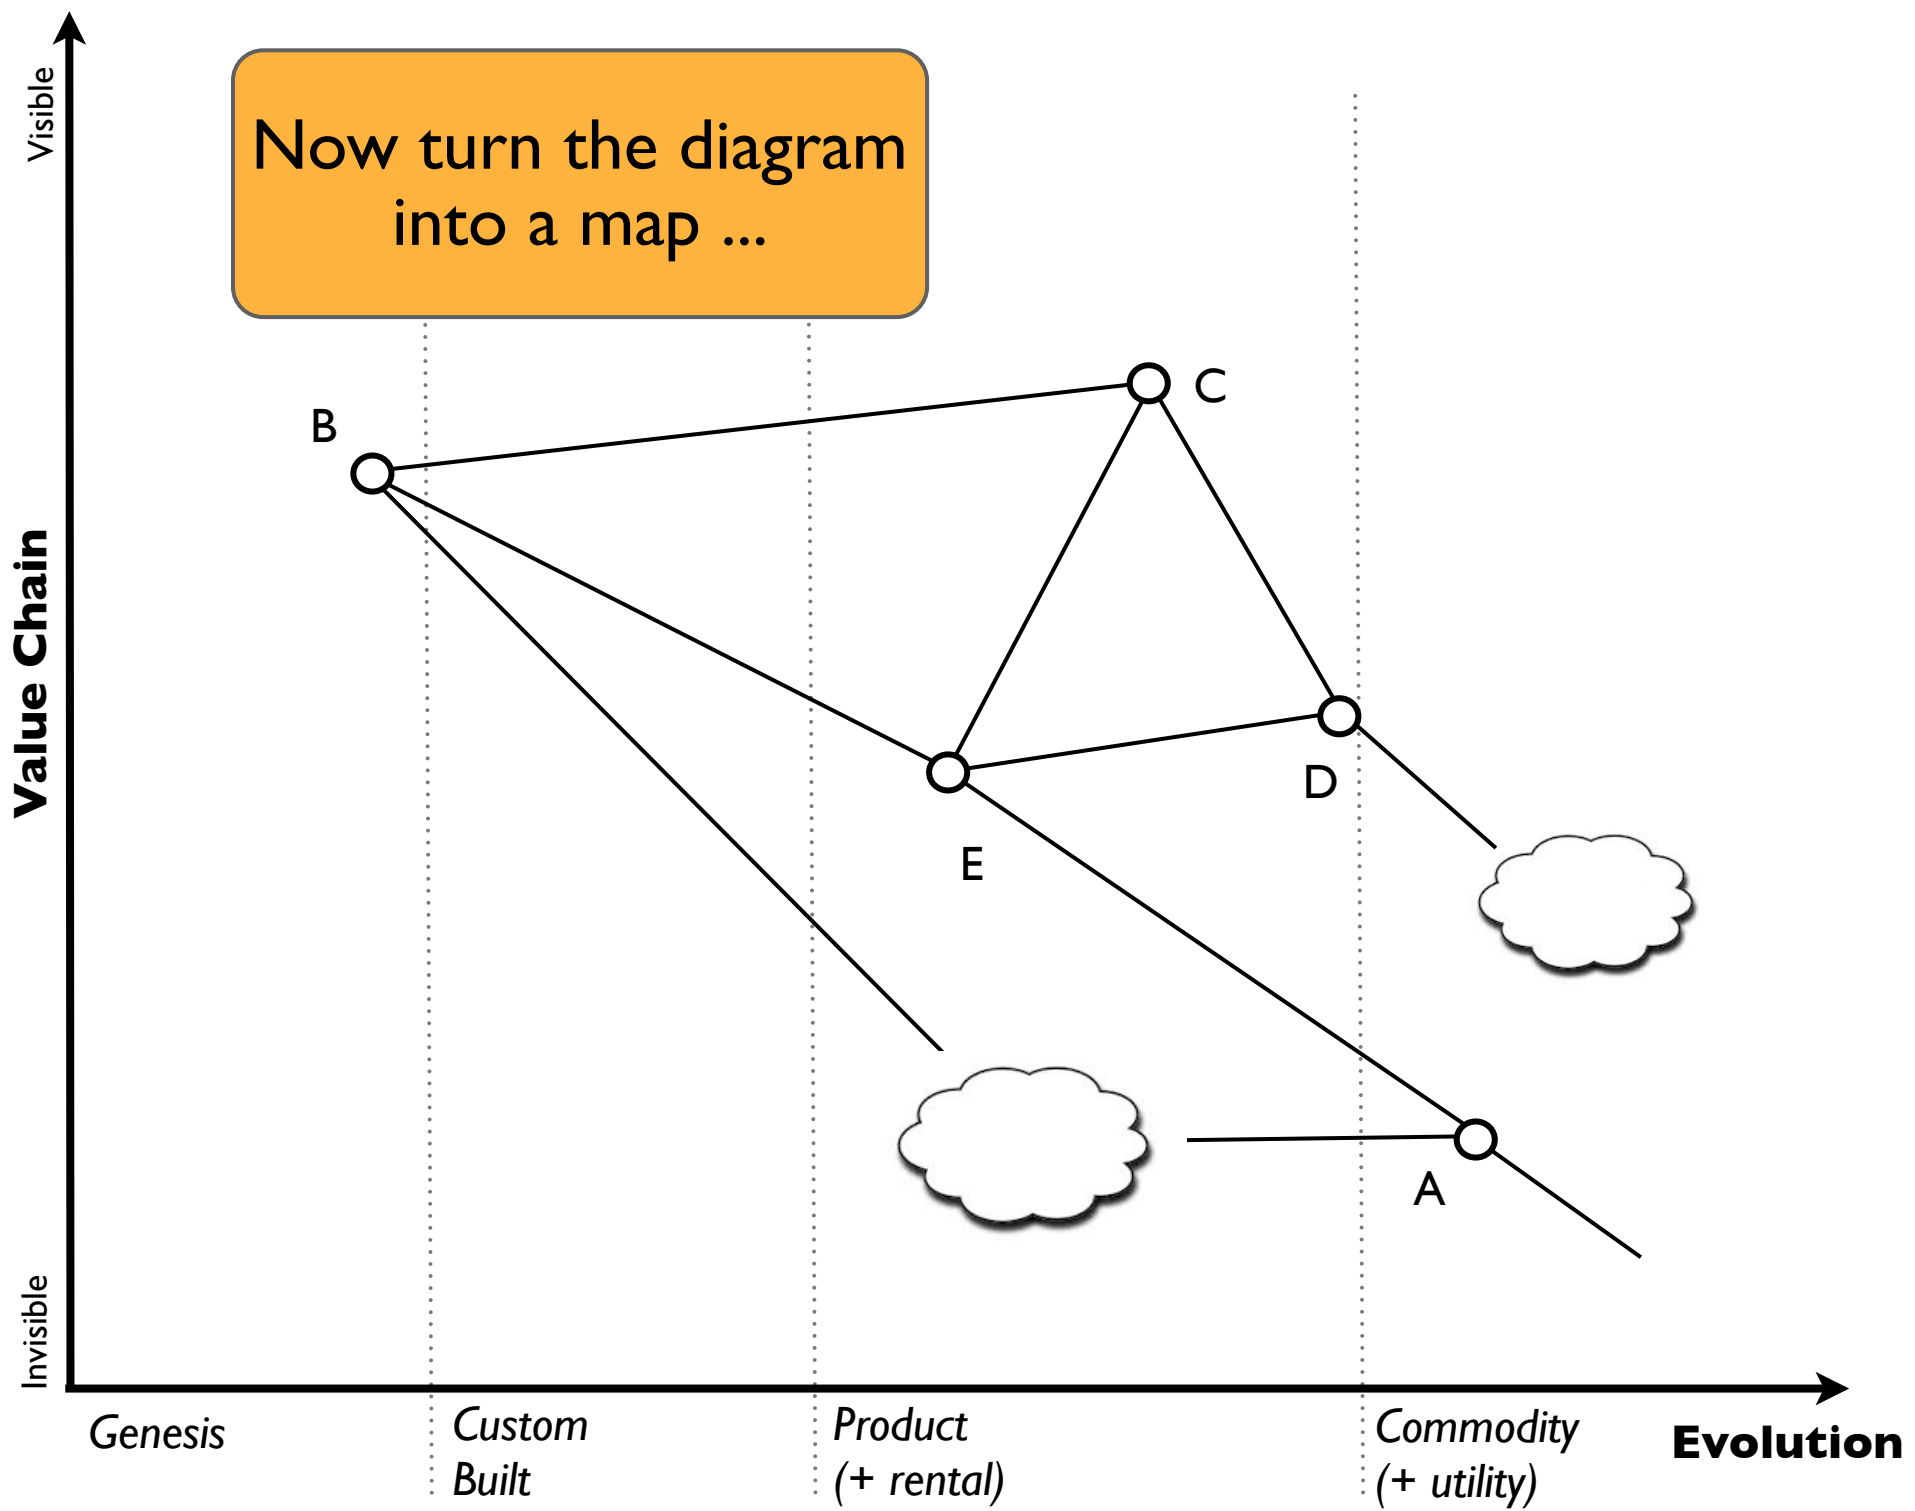 Visible
Now turn the diagram
into a map ...
C
B
Value Chain
D
E
A
Invisible
Genesis
Custom
Built
Product
(+ rental)
Commodity
(+ utility)
Evolution